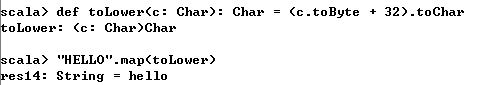 scala> def toLower(c: Char): Char = (c.toByte + 32).toChar
toLower: (c: Char)Char
scala> "HELLO".map(toLower)
res14: String = hello